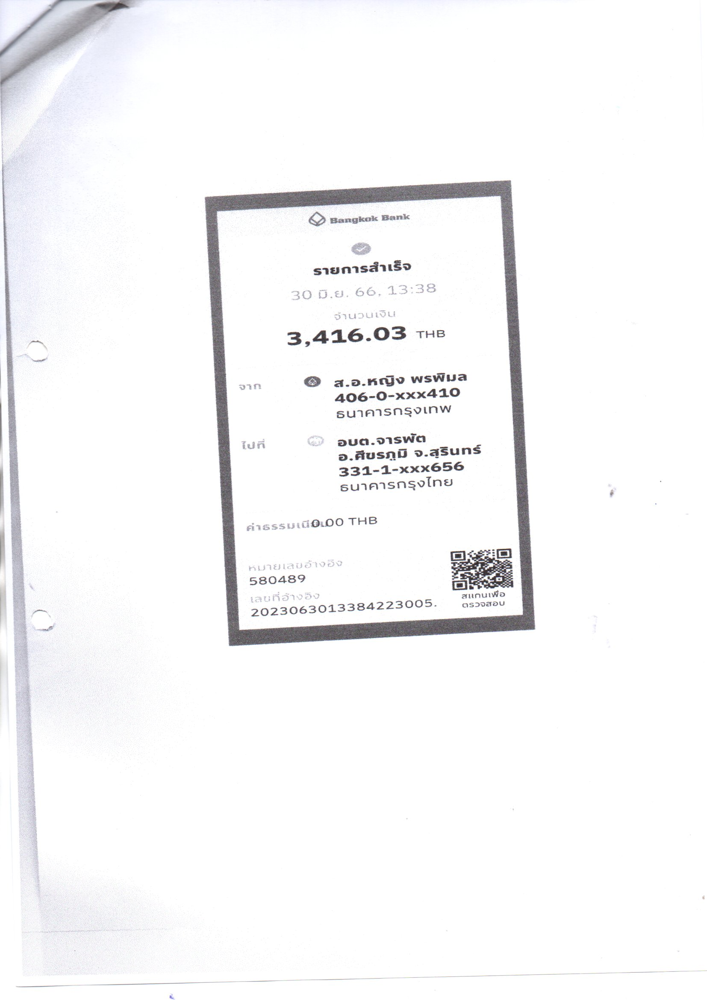 Bangkok Bank
รายการสำเร็จ
30 มิ.ย. 66, 13:38
จำนวนเงิน
3,416.03 THB
จาก
ส.อ.หญิง พรพิมล
406-0-xxx410
ธนาคารกรุงเทพ
ไปที่
อบต.จารพัต
อ.ศีขรภูมิ จ.สุรินทร์
331-1-xxx656
ธนาคารกรุงไทย
ค่าธรรมเนียม 0.00 THB
หมายเลขอ้างอิง
580489
เลขที่อ้างอิง
2023063013384223005.
สแกนเพื่อ
ตรวจสอบ